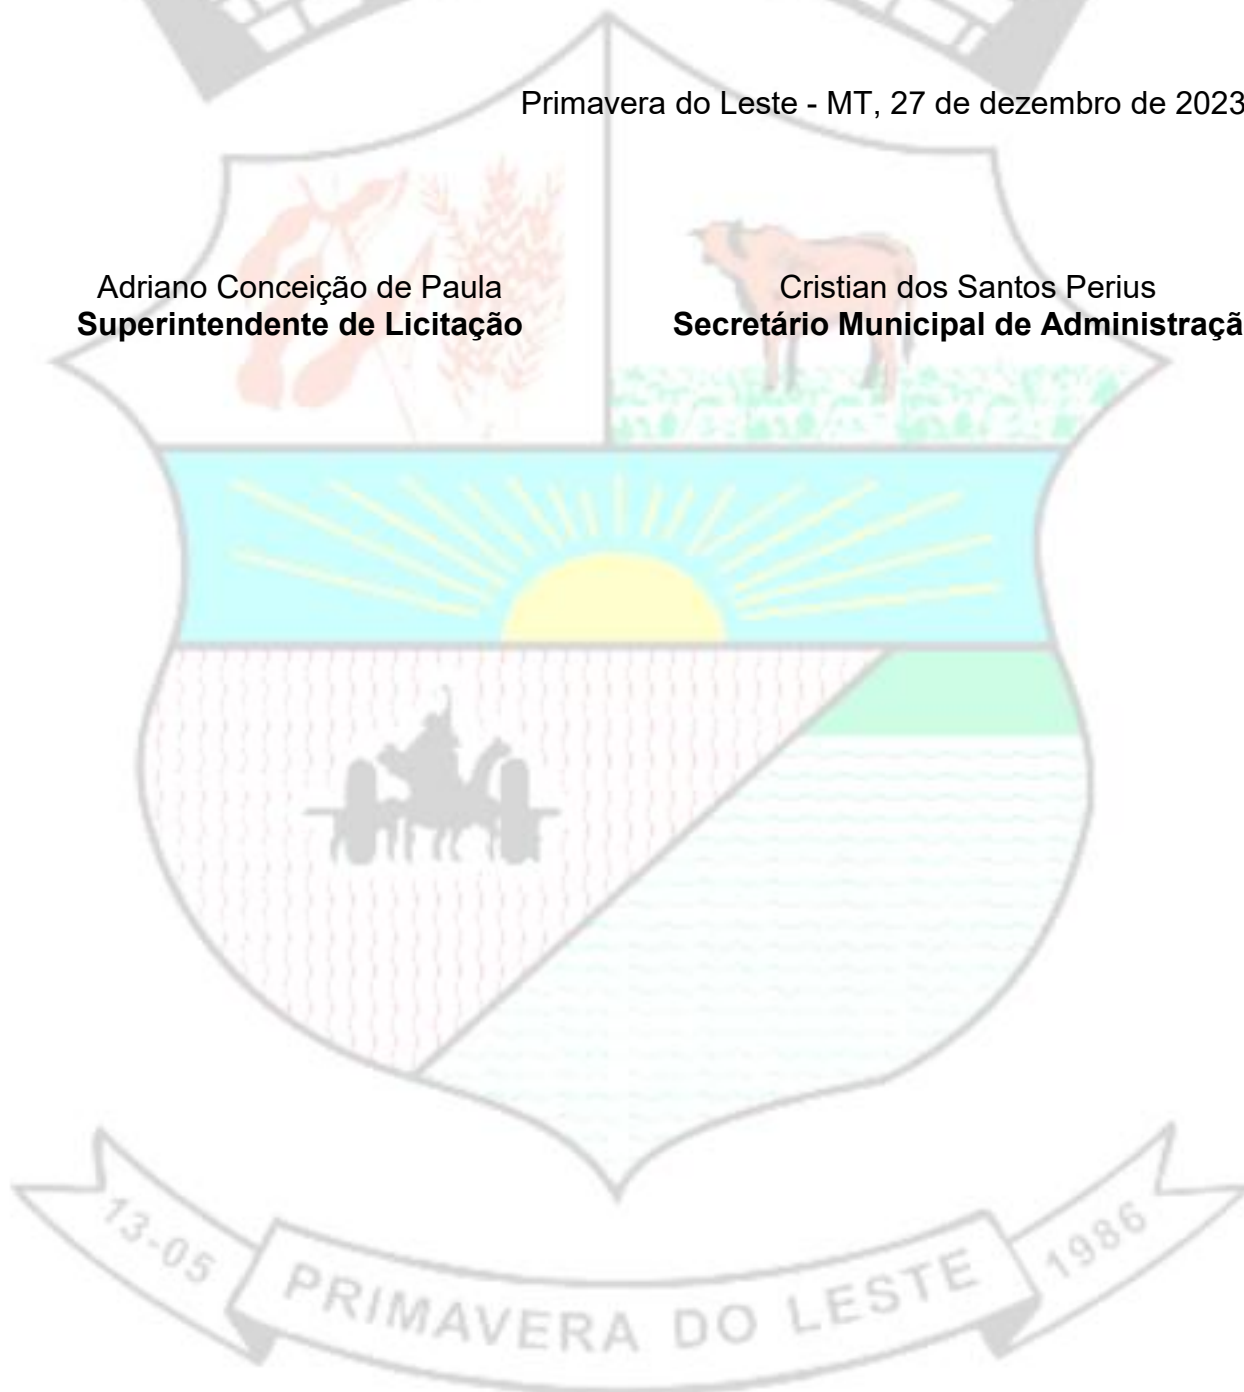 Primavera do Leste - MT, 27 de dezembro de 2023
Adriano Conceição de Paula
Superintendente de Licitação
Cristian dos Santos Perius
Secretário Municipal de Administraçã
13-05
PRIMAVERA DO LESTE
1986